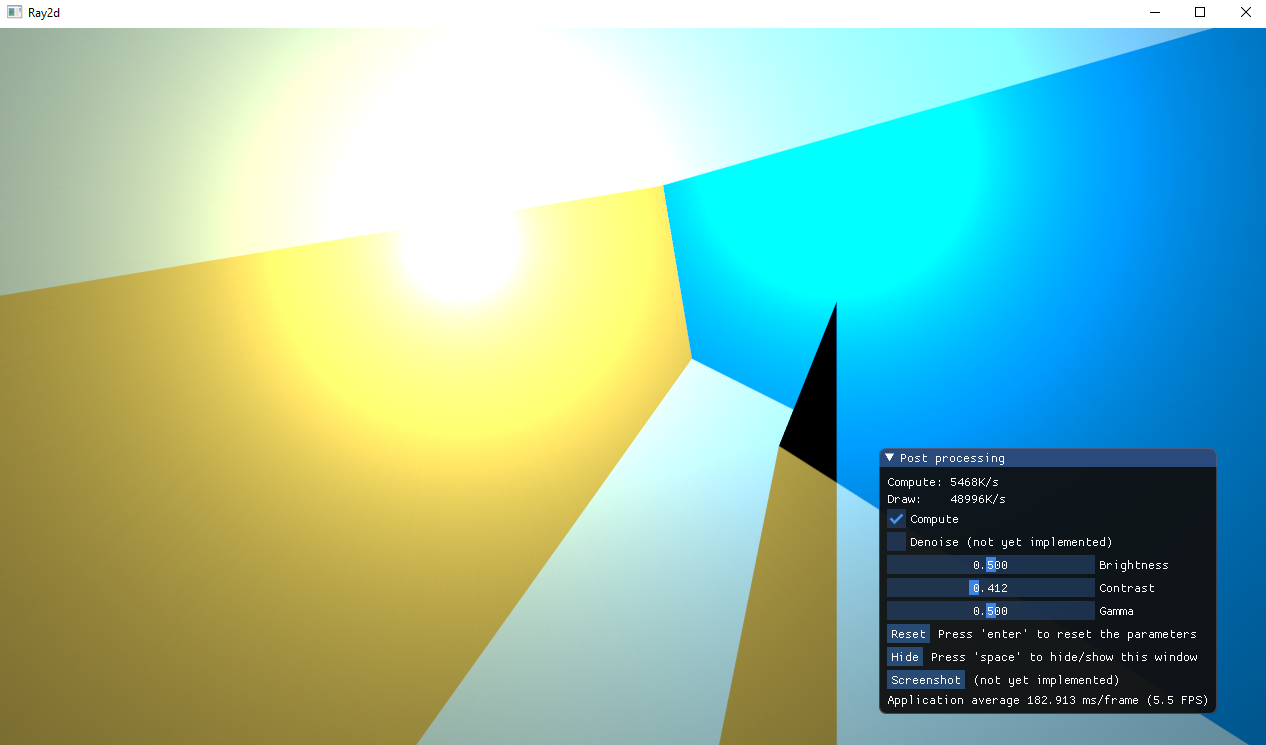 Ray2d
Post processing
Compute: 5468K/s
Draw: 48996K/s
Compute
Denoise (not yet implemented)
0.500 Brightness
0.412 Contrast
0.500 Gamma
Reset Press 'enter' to reset the parameters
Hide Press 'space' to hide/show this window
Screenshot (not yet implemented)
Application average 182.913 ms/frame (5.5 FPS)